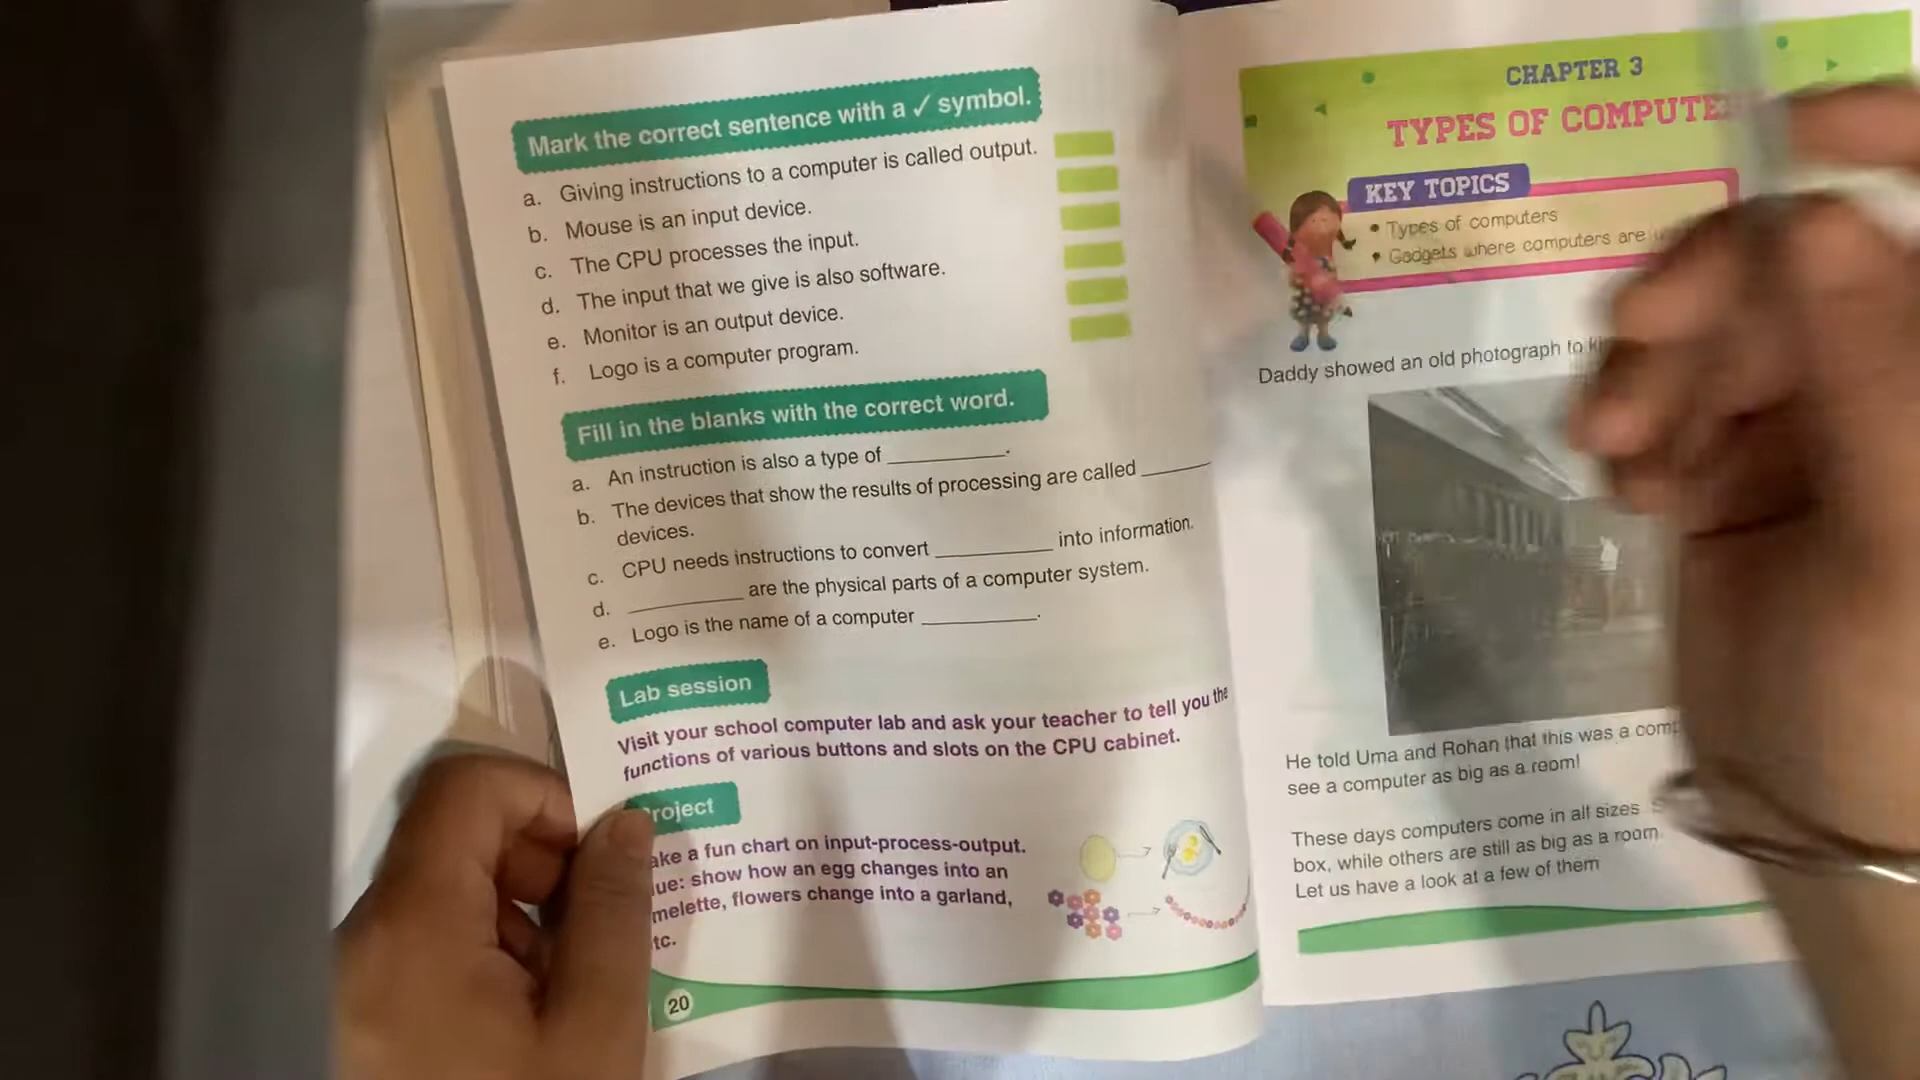 Mark the correct sentence with a ✓ symbol.
a. Giving instructions to a computer is called output.
b. Mouse is an input device.
c. The CPU processes the input.
d. The input that we give is also software.
e. Monitor is an output device.
f. Logo is a computer program.
Fill in the blanks with the correct word.
a. An instruction is also a type of __________.
b. The devices that show the results of processing are called ______
devices.
c. CPU needs instructions to convert __________ into information.
d. __________ are the physical parts of a computer system.
e. Logo is the name of a computer __________.
Lab session
Visit your school computer lab and ask your teacher to tell you the
functions of various buttons and slots on the CPU cabinet.
roject
ake a fun chart on input-process-output.
lue: show how an egg changes into an
melette, flowers change into a garland,
tc.
20
CHAPTER 3
TYPES OF COMPUTE
KEY TOPICS
• Types of computers
• Gadgets where computers are
Daddy showed an old photograph to
He told Uma and Rohan that this was a comp
see a computer as big as a room!
These days computers come in all sizes
box, while others are still as big as a room
Let us have a look at a few of them